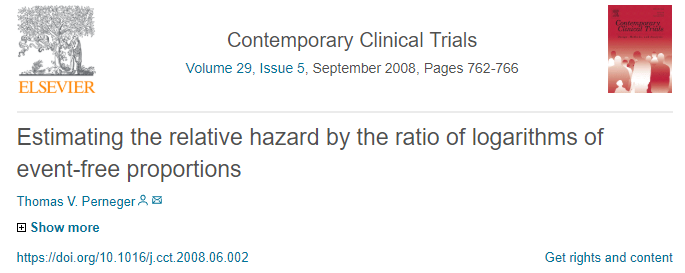 ELSEVIER
Contemporary Clinical Trials
Volume 29, Issue 5, September 2008, Pages 762-766
Contemporary
Clinical Trials
Estimating the relative hazard by the ratio of logarithms of
event-free proportions
Thomas V. Perneger
Show more
https://doi.org/10.1016/j.cct.2008.06.002
Get rights and content